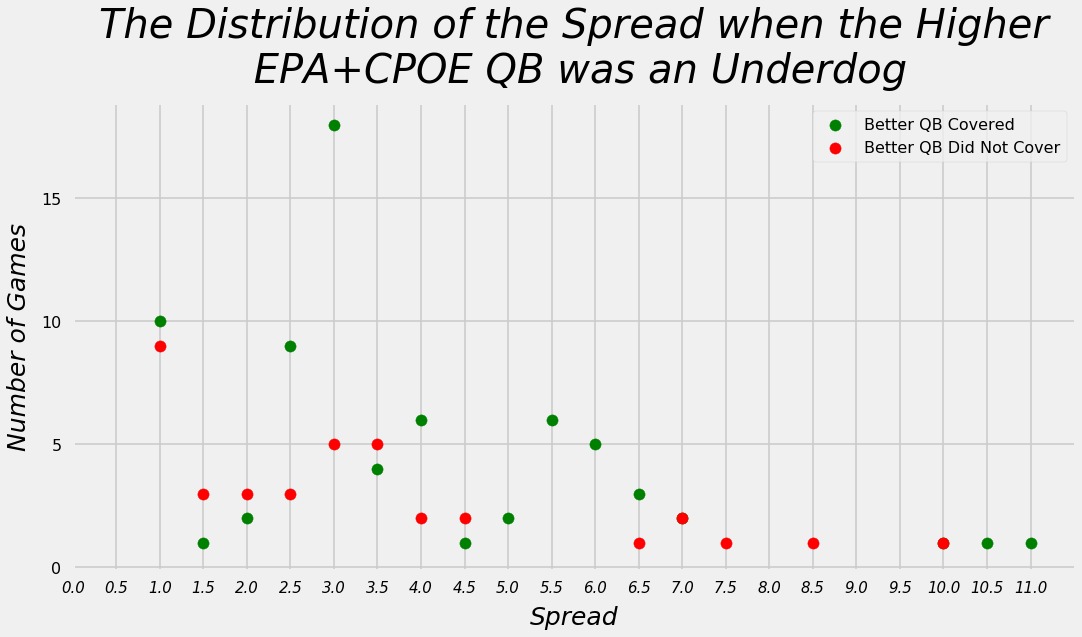 The Distribution of the Spread when the Higher
EPA+CPOE QB was an Underdog
Better QB Covered
Better QB Did Not Cover
Number of Games
15
10
5
0
0.0 0.5 1.0 1.5 2.0 2.5 3.0 3.5 4.0 4.5 5.0 5.5 6.0 6.5 7.0 7.5 8.0 8.5 9.0 9.5 10.0 10.5 11.0
Spread